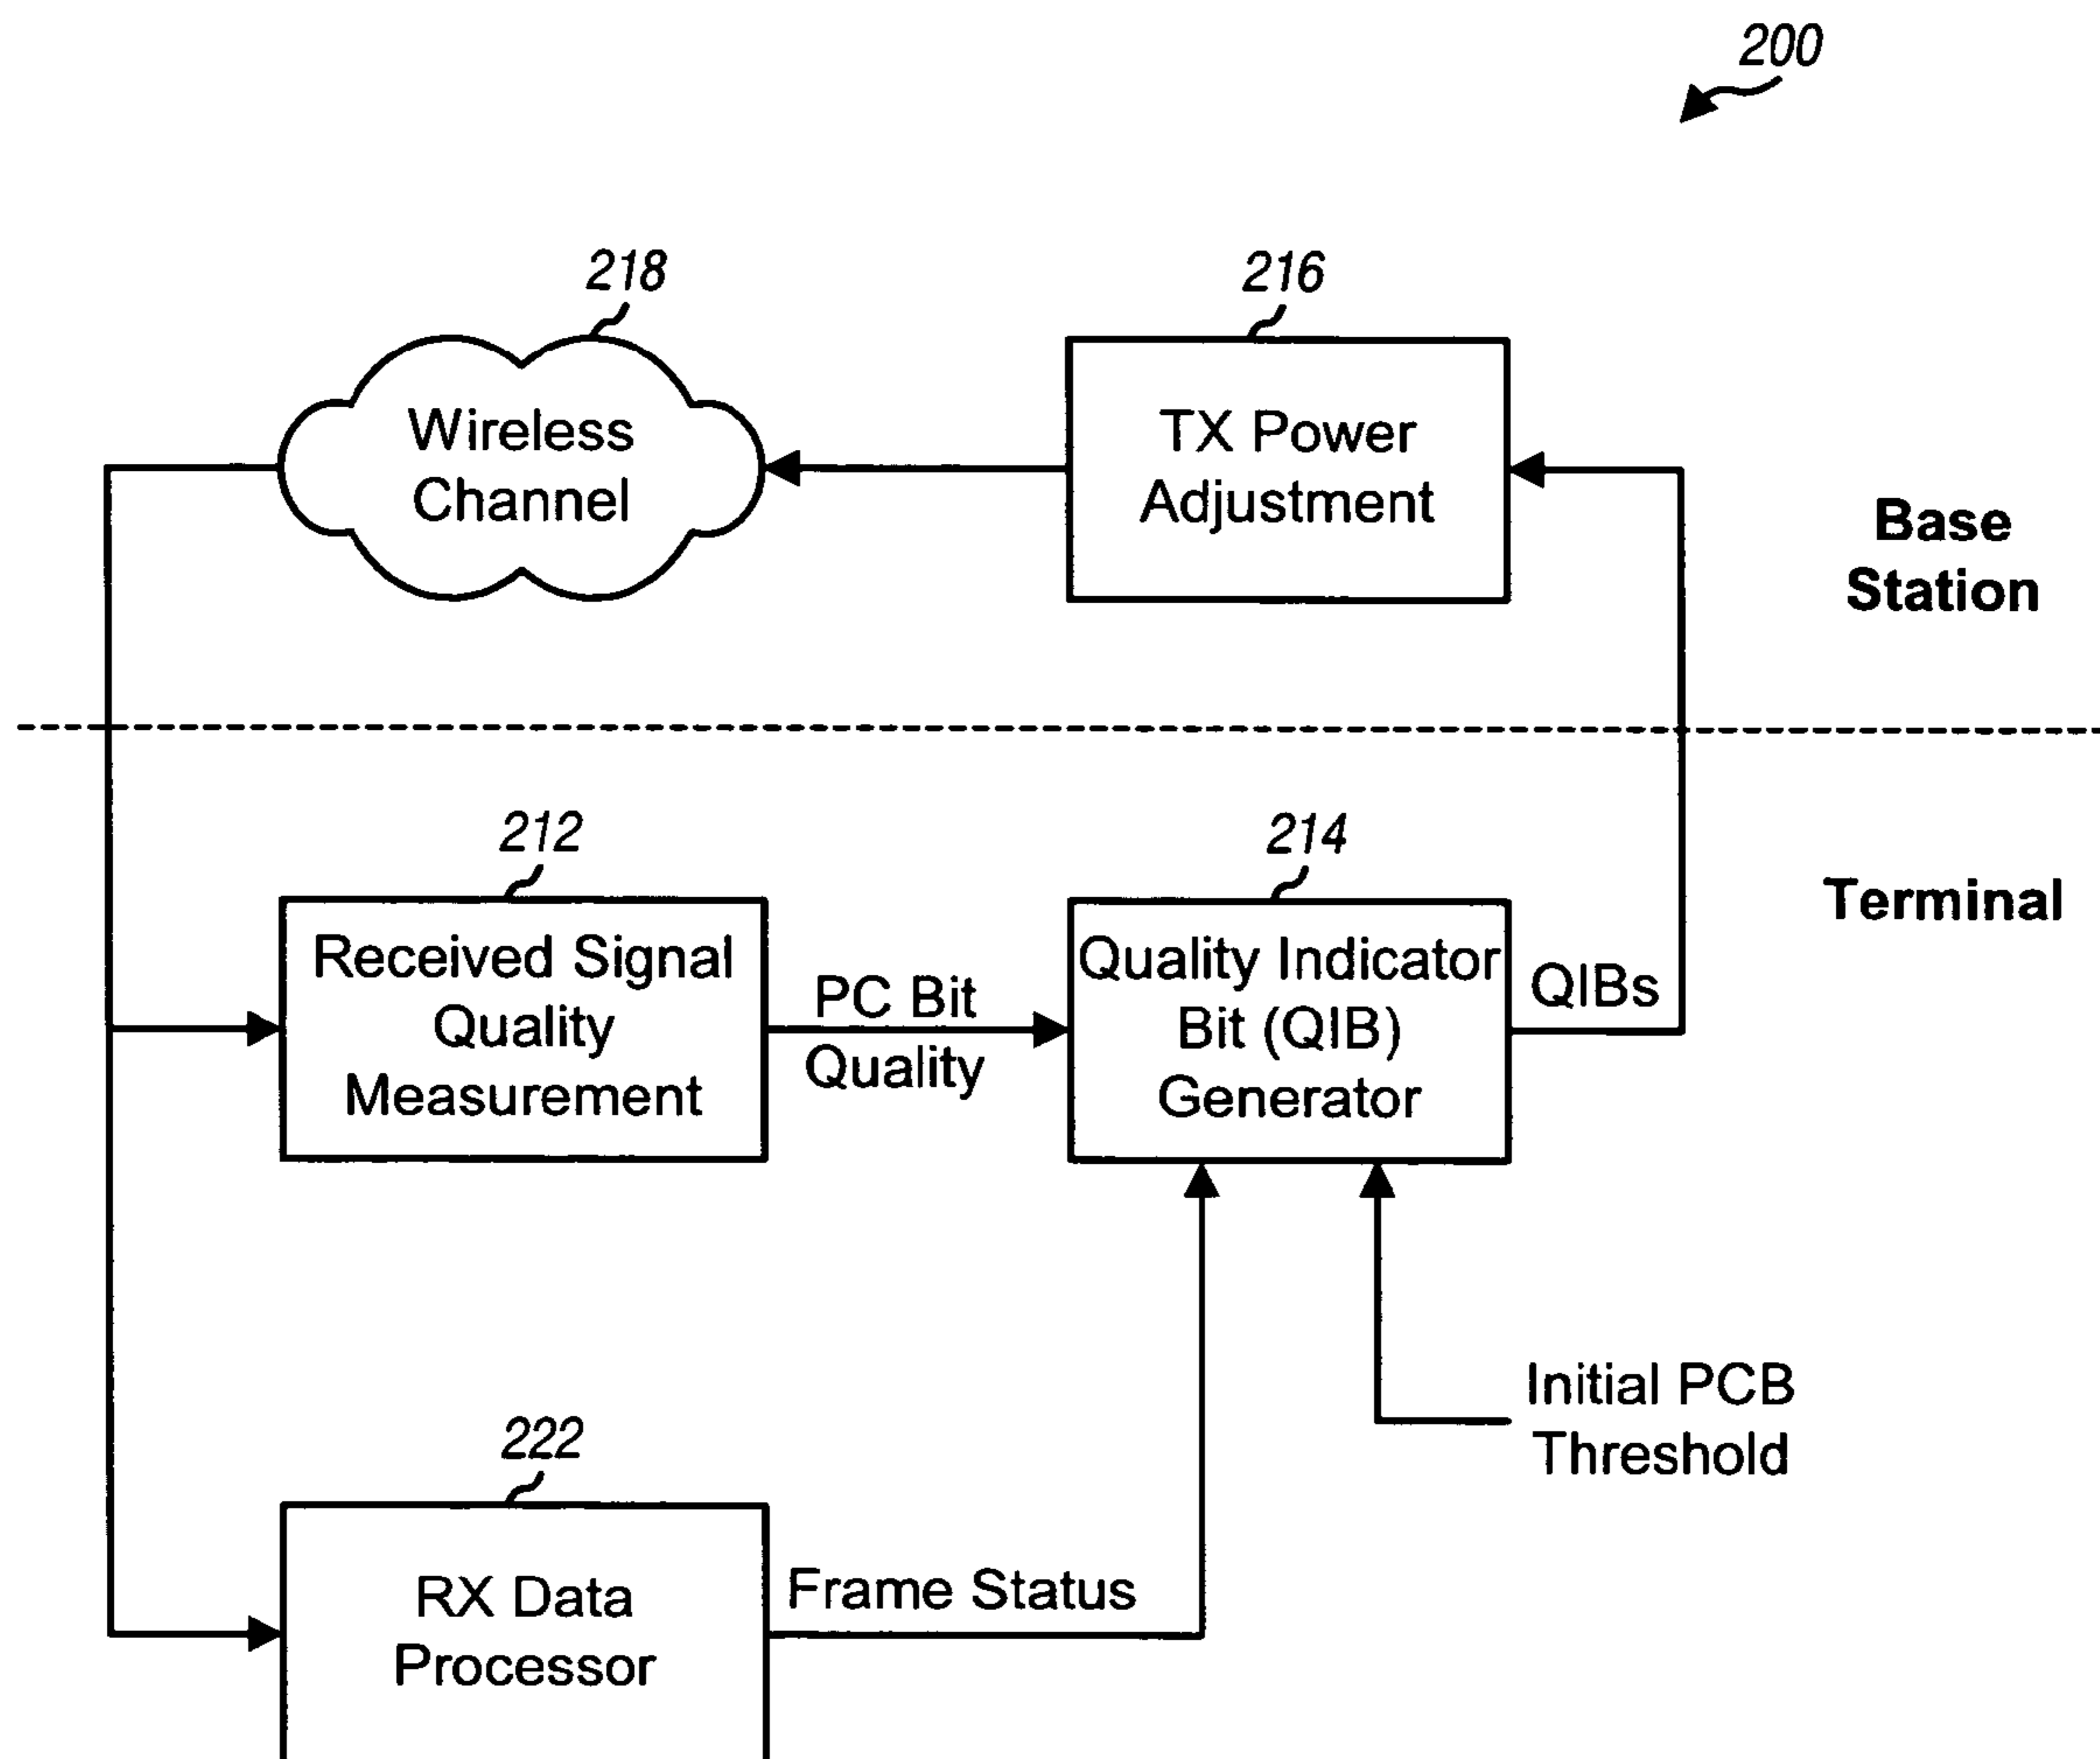 200
218
216
Wireless
Channel
TX Power
Adjustment
Base
Station
212
214
Terminal
Received Signal
Quality
Measurement
PC Bit
Quality
Quality Indicator
Bit (QIB)
Generator
QIBs
Initial PCB
Threshold
222
RX Data
Processor
Frame Status